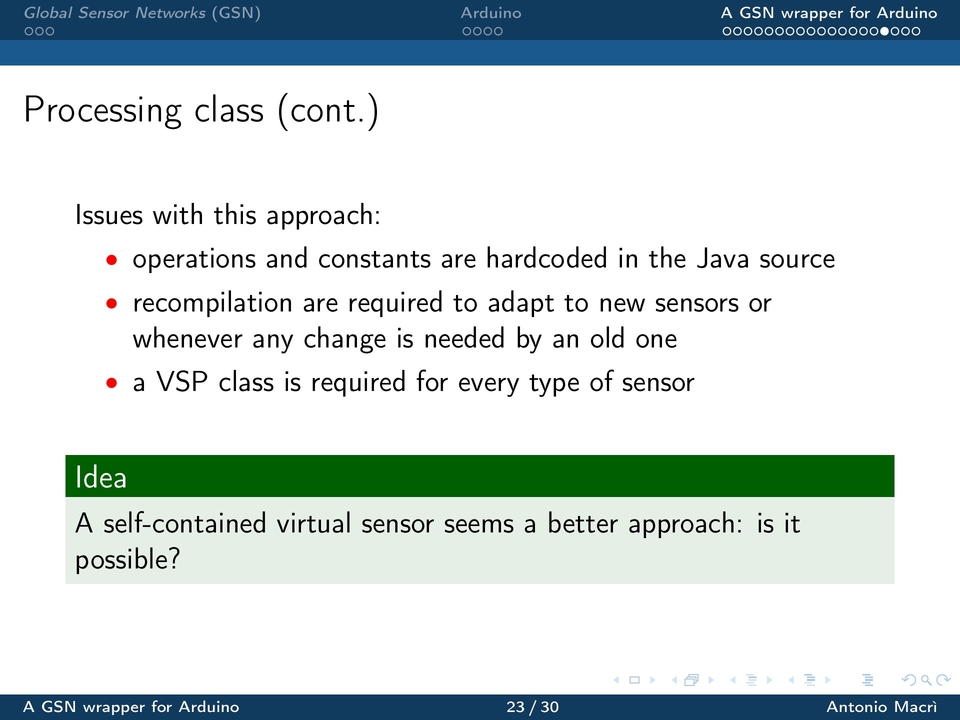 Global Sensor Networks (GSN) Arduino A GSN wrapper for Arduino
Processing class (cont.)
Issues with this approach:
• operations and constants are hardcoded in the Java source
• recompilation are required to adapt to new sensors or
whenever any change is needed by an old one
• a VSP class is required for every type of sensor
Idea
A self-contained virtual sensor seems a better approach: is it
possible?
A GSN wrapper for Arduino 23 / 30 Antonio Macrì